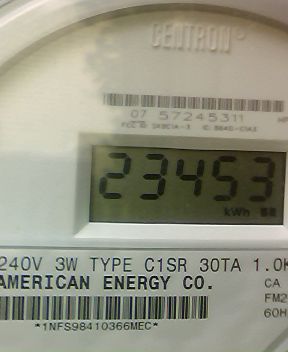 CENTRON®
07 57245311
23453
kWh
240V 3W TYPE C1SR 30TA 1.0K
AMERICAN ENERGY CO.
CA
FM2
60H
*1NFS98410366MEC*